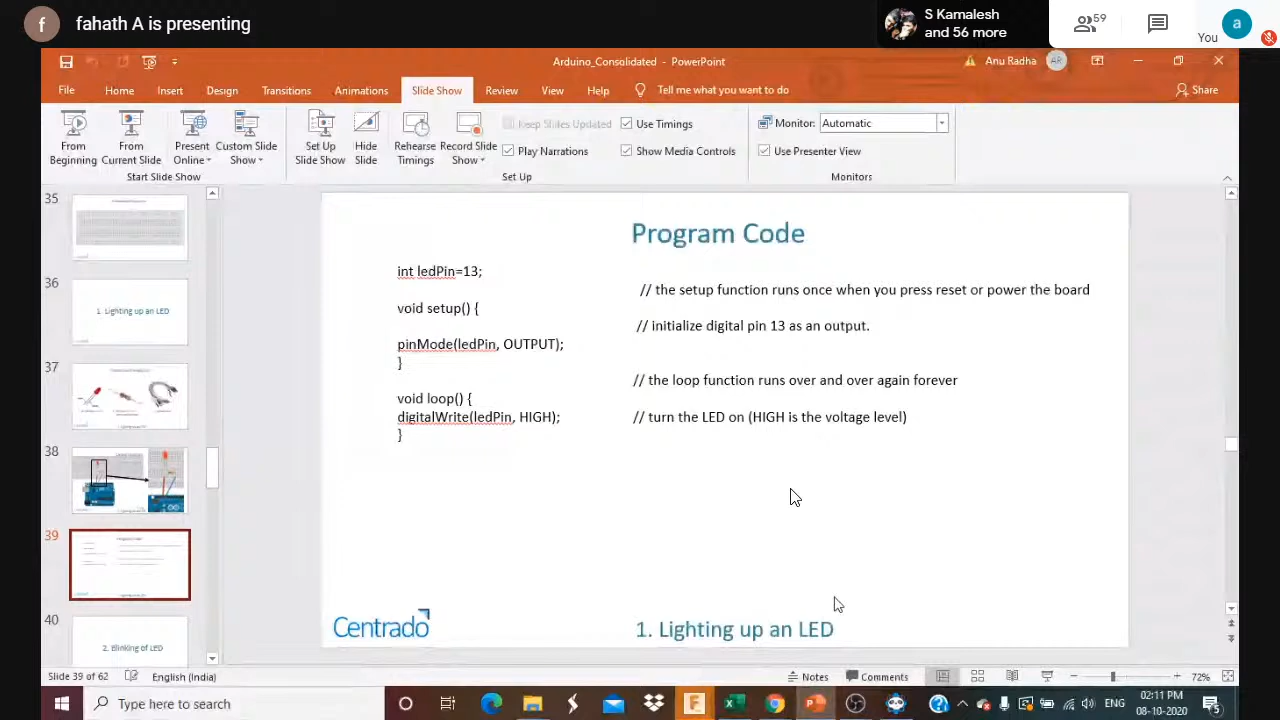 f fahath A is presenting
S Kamalesh
and 56 more
59
You
a
Arduino_Consolidated - PowerPoint
Anu Radha
AR
File Home Insert Design Transitions Animations Slide Show Review View Help Tell me what you want to do
Share
From
Beginning
From
Current Slide
Present
Online
Custom Slide
Show
Start Slide Show
Set Up
Slide Show
Hide
Slide
Rehearse
Timings
Record Slide
Show
Keep Slides Updated
Play Narrations
Use Timings
Show Media Controls
Set Up
Monitor: Automatic
Use Presenter View
Monitors
35
36
1. Lighting up an LED
37
38
39
40
2. Blinking of LED
Program Code
int ledPin=13;
// the setup function runs once when you press reset or power the board
void setup() {
// initialize digital pin 13 as an output.
pinMode(ledPin, OUTPUT);
}
// the loop function runs over and over again forever
void loop() {
digitalWrite(ledPin, HIGH); // turn the LED on (HIGH is the voltage level)
}
Centrado
1. Lighting up an LED
Slide 39 of 62 English (India) Notes Comments 72%
Type here to search
ENG
02:11 PM
08-10-2020
5